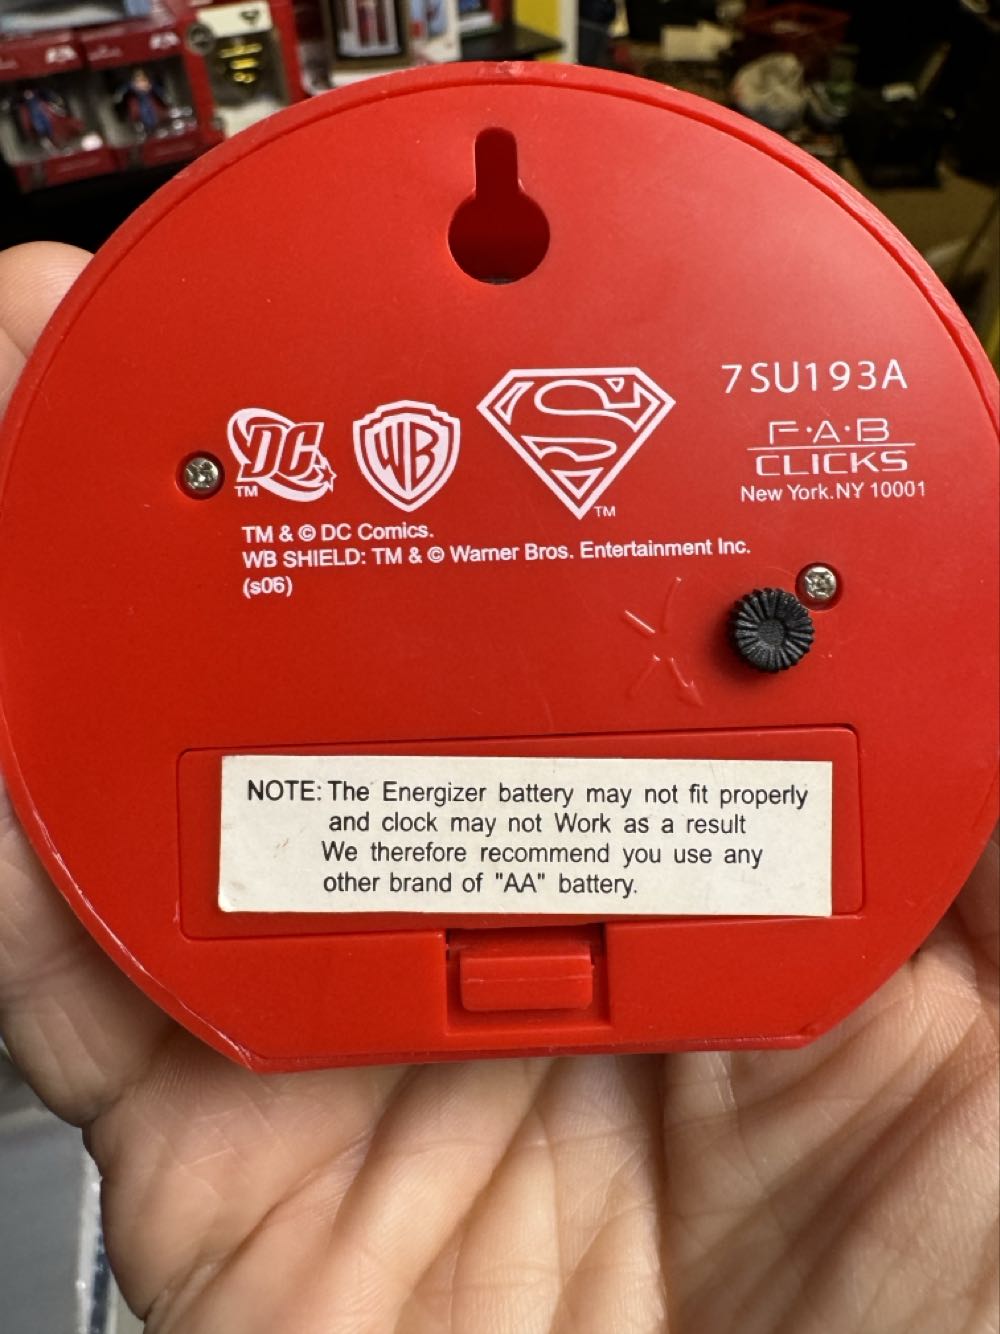 7SU193A
DC
TM
WB
S
TM
F·A·B
CLICKS
New York.NY 10001
TM & © DC Comics.
WB SHIELD: TM & © Warner Bros. Entertainment Inc.
(s06)
NOTE: The Energizer battery may not fit properly
and clock may not Work as a result
We therefore recommend you use any
other brand of "AA" battery.